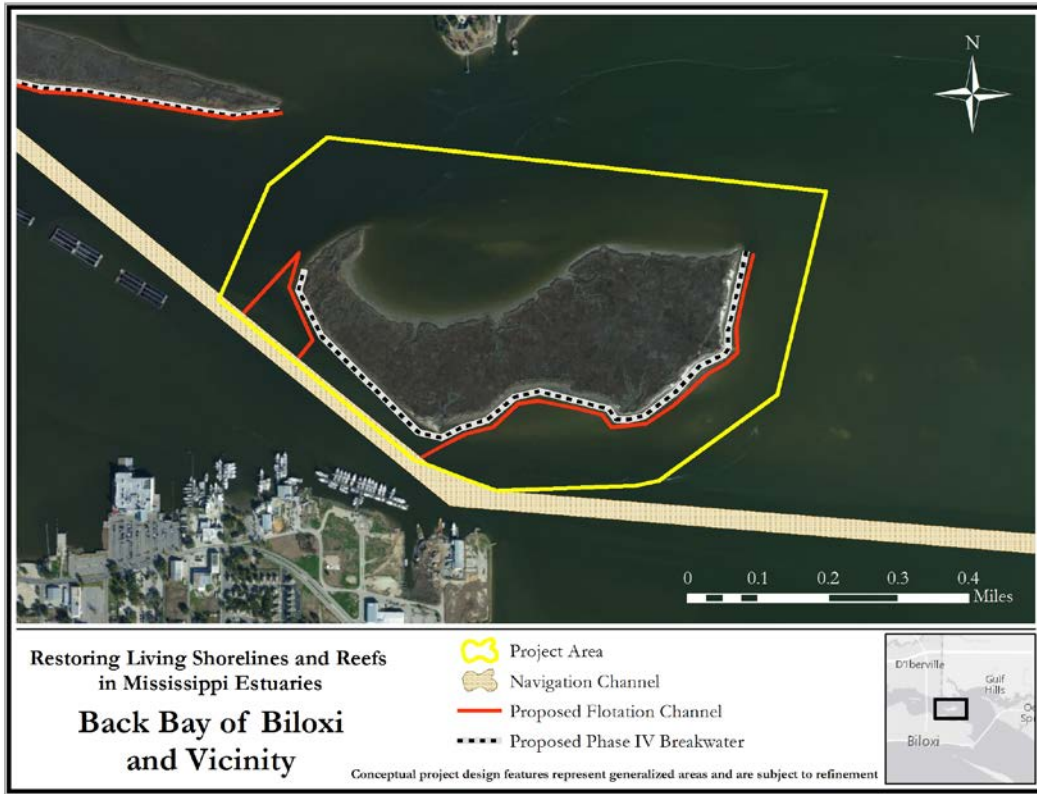 N
0 0.1 0.2 0.3 0.4
Miles
Restoring Living Shorelines and Reefs
in Mississippi Estuaries
Back Bay of Biloxi
and Vicinity
Project Area
Navigation Channel
Proposed Flotation Channel
Proposed Phase IV Breakwater
Conceptual project design features represent generalized areas and are subject to refinement
D'Iberville
Gulf
Hills
Biloxi